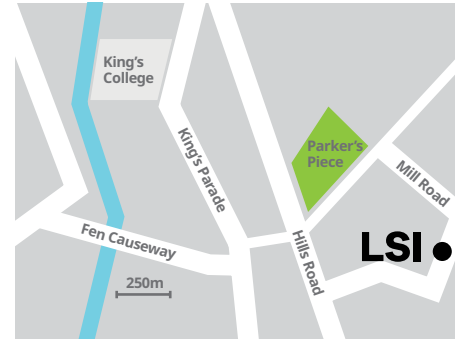 King's
College
King's Parade
Parker's
Piece
Mill Road
Fen Causeway
Hills Road
LSI
250m